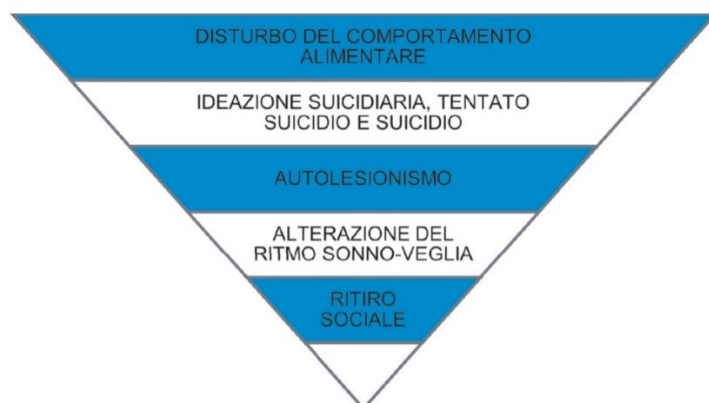 DISTURBO DEL COMPORTAMENTO
ALIMENTARE
IDEAZIONE SUICIDIARIA, TENTATO
SUICIDIO E SUICIDIO
AUTOLESIONISMO
ALTERAZIONE DEL
RITMO SONNO-VEGLIA
RITIRO
SOCIALE